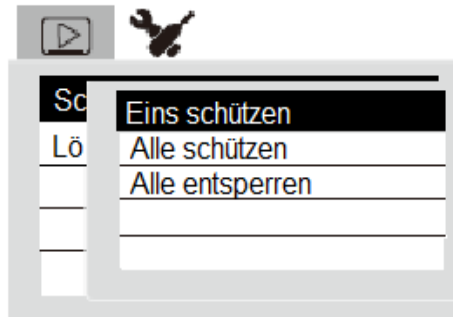 Sc
Eins schützen
Lö
Alle schützen
Alle entsperren